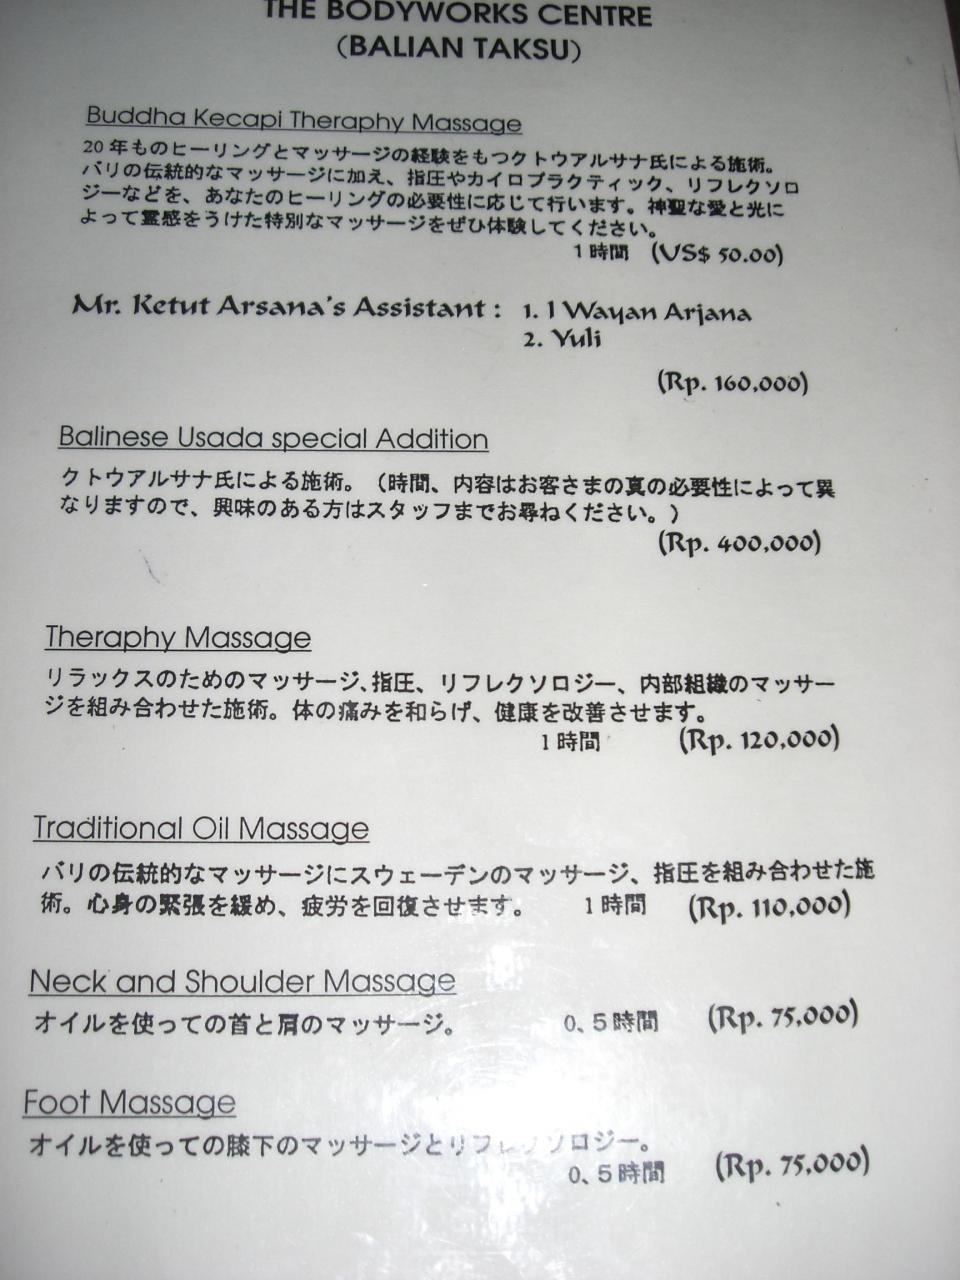 THE BODYWORKS CENTRE
(BALIAN TAKSU)
Buddha Kecapi Theraphy Massage
20年ものヒーリングとマッサージの経験をもつクトウアルサナ氏による施術。
バリの伝統的なマッサージに加え、指圧やカイロプラクティック、リフレクソロ
ジーなどを、あなたのヒーリングの必要性に応じて行います。神聖な愛と光に
よって霊感をうけた特別なマッサージをぜひ体験してください。
1時間 (US$ 50.00)
Mr. Ketut Arsana's Assistant : 1. I Wayan Arjana
2. Yuli
(Rp. 160,000)
Balinese Usada special Addition
クトウアルサナ氏による施術。（時間、内容はお客さまの真の必要性によって異
なりますので、興味のある方はスタッフまでお尋ねください。）
(Rp. 400,000)
Theraphy Massage
リラックスのためのマッサージ、指圧、リフレクソロジー、内部組織のマッサー
ジを組み合わせた施術。体の痛みを和らげ、健康を改善させます。
1時間 (Rp. 120,000)
Traditional Oil Massage
バリの伝統的なマッサージにスウェーデンのマッサージ、指圧を組み合わせた施
術。心身の緊張を緩め、疲労を回復させます。 1時間 (Rp. 110,000)
Neck and Shoulder Massage
オイルを使っての首と肩のマッサージ。 0、5時間 (Rp. 75,000)
Foot Massage
オイルを使っての膝下のマッサージとリフレクソロジー。
0、5時間 (Rp. 75,000)